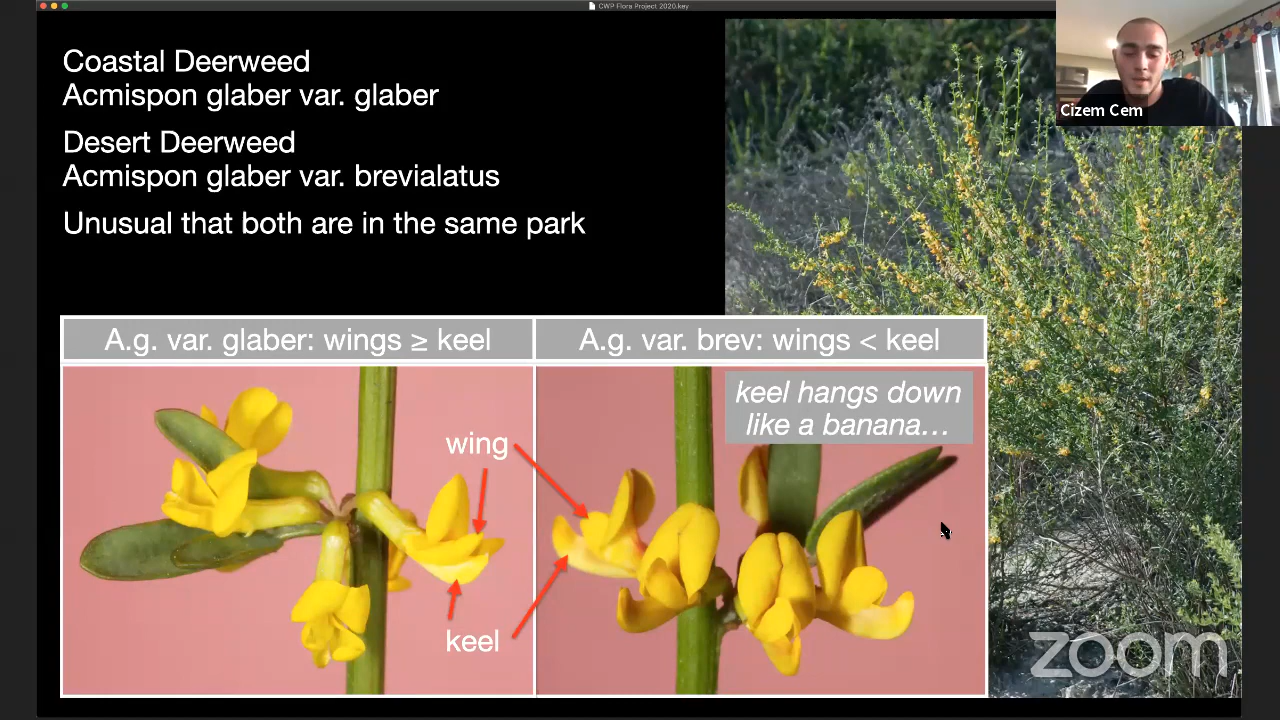 CWP Flora Project 2020.key
Coastal Deerweed
Acmispon glaber var. glaber
Desert Deerweed
Acmispon glaber var. brevialatus
Unusual that both are in the same park
Cizem Cem
A.g. var. glaber: wings ≥ keel
A.g. var. brev: wings < keel
keel hangs down
like a banana…
wing
keel
zoom